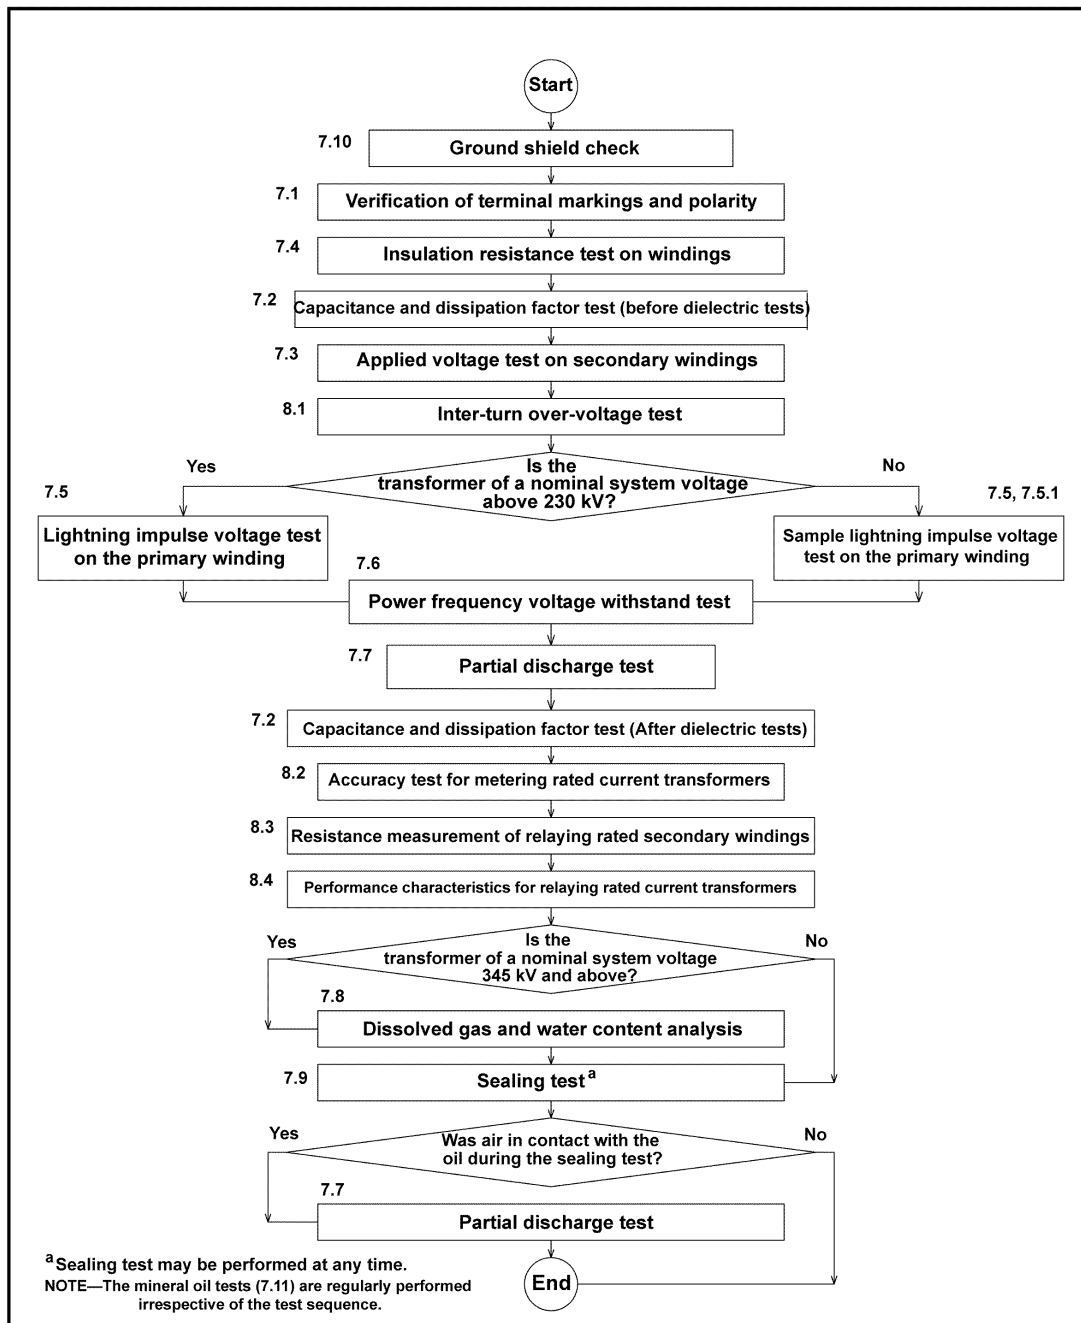 Start
7.10
Ground shield check
7.1
Verification of terminal markings and polarity
7.4
Insulation resistance test on windings
7.2
Capacitance and dissipation factor test (before dielectric tests)
7.3
Applied voltage test on secondary windings
8.1
Inter-turn over-voltage test
Is the
transformer of a nominal system voltage
above 230 kV?
Yes
No
7.5
Lightning impulse voltage test
on the primary winding
7.5, 7.5.1
Sample lightning impulse voltage
test on the primary winding
7.6
Power frequency voltage withstand test
7.7
Partial discharge test
7.2
Capacitance and dissipation factor test (After dielectric tests)
8.2
Accuracy test for metering rated current transformers
8.3
Resistance measurement of relaying rated secondary windings
8.4
Performance characteristics for relaying rated current transformers
Is the
transformer of a nominal system voltage
345 kV and above?
Yes
No
7.8
Dissolved gas and water content analysis
7.9
Sealing test a
Was air in contact with the
oil during the sealing test?
Yes
No
7.7
Partial discharge test
End
a Sealing test may be performed at any time.
NOTE—The mineral oil tests (7.11) are regularly performed
irrespective of the test sequence.